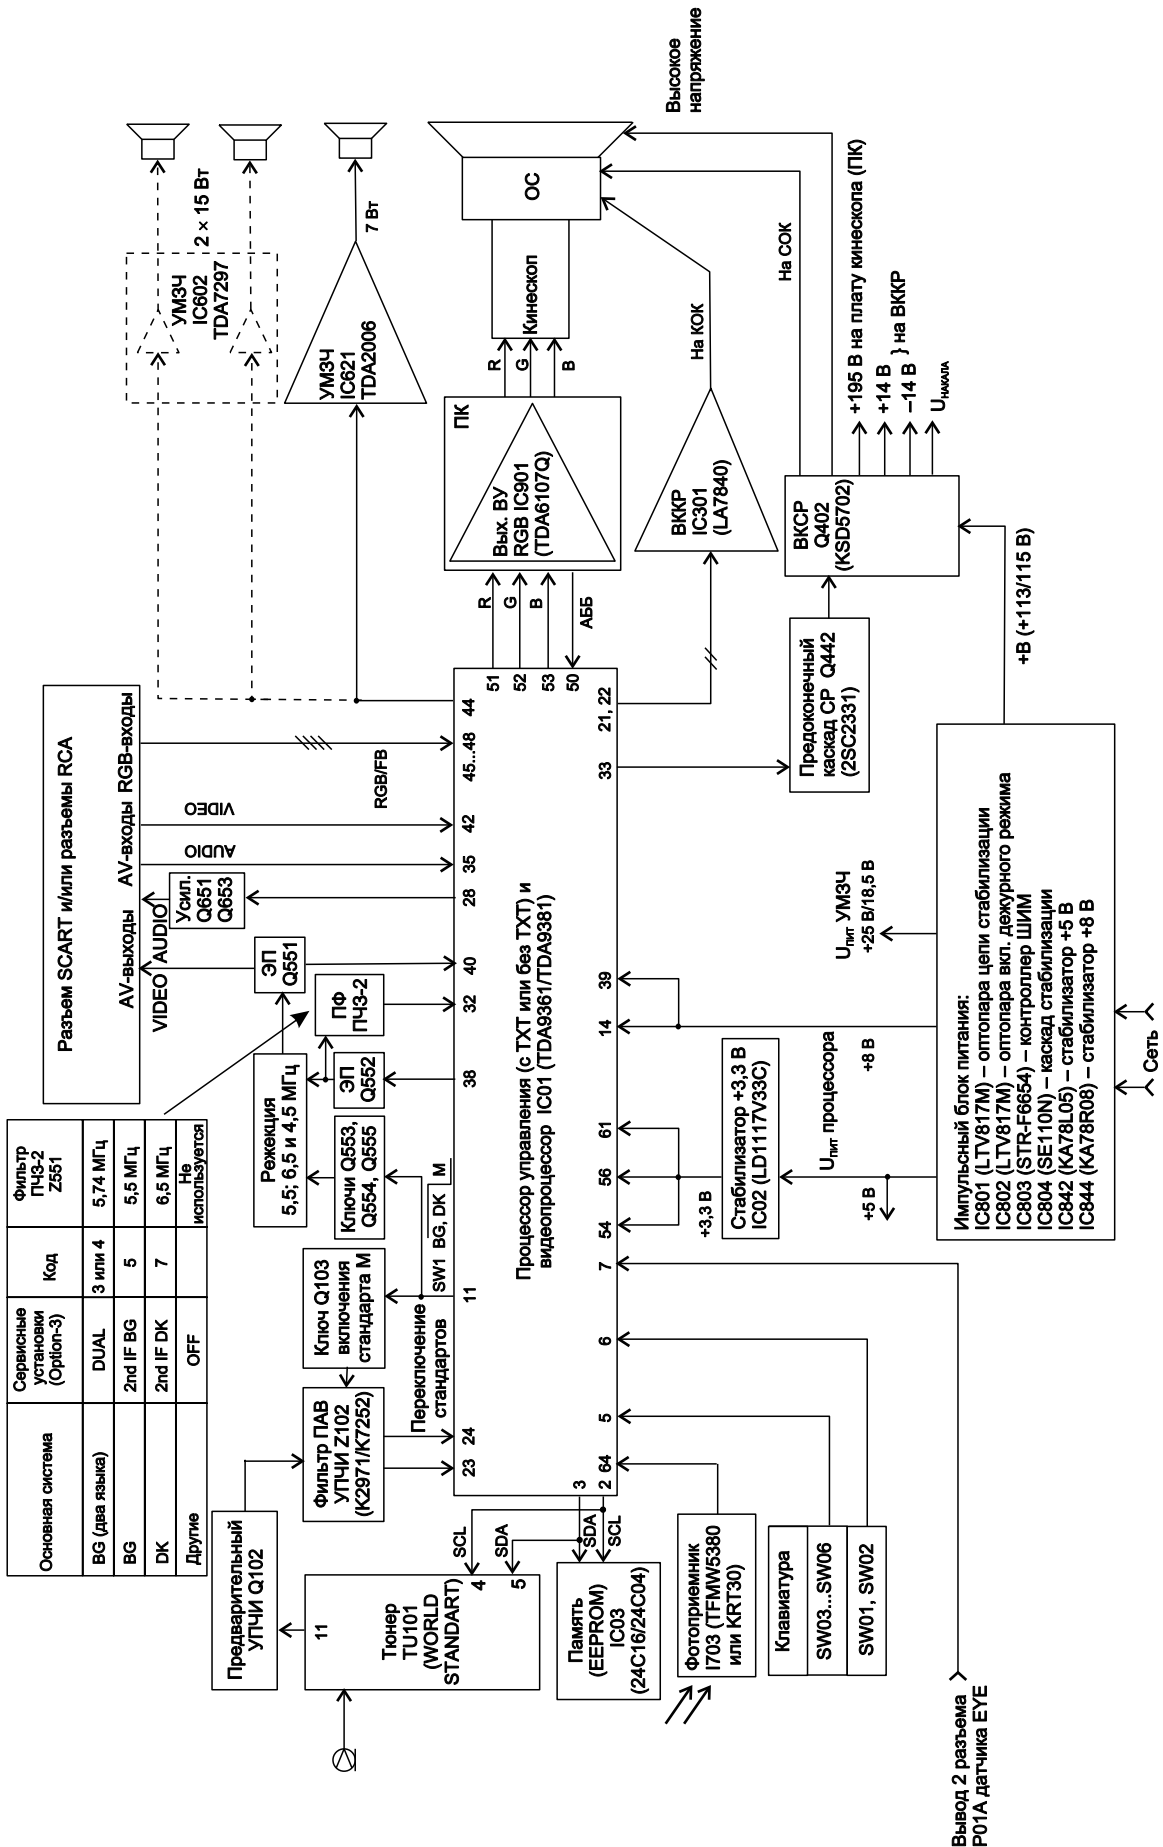 Основная система
Сервисные
установки
(Option-3)
Код
Фильтр
ПЧЗ-2
Z551
BG (два языка)
DUAL
3 или 4
5,74 МГц
BG
2nd IF BG
5
5,5 МГц
DK
2nd IF DK
7
6,5 МГц
Другие
OFF
Не
используется
Разъем SCART и/или разъемы RCA
AV-выходы
AV-входы
RGB-входы
VIDEO
AUDIO
AUDIO
VIDEO
RGB/FB
УМЗЧ
IC602
TDA7297
2 × 15 Вт
УМЗЧ
IC621
TDA2006
7 Вт
Предварительный
УПЧИ Q102
Фильтр ПАВ
УПЧИ Z102
(K2971/K7252)
Ключ Q103
включения
стандарта М
Переключение
стандартов
SW1
BG, DK
M
Режекция
5,5; 6,5 и 4,5 МГц
Ключи Q553,
Q554, Q555
ЭП
Q552
ПФ
ПЧЗ-2
ЭП
Q551
Усил.
Q651
Q653
11
Тюнер
TU101
(WORLD
STANDART)
4
5
SCL
SDA
SDA
SCL
Память
(EEPROM)
IC03
(24C16/24C04)
23
24
11
38
32
40
28
35
42
45...48
44
Процессор управления (с ТХТ или без ТХТ) и
видеопроцессор IC01 (TDA9361/TDA9381)
3
2
64
5
6
7
54
56
61
14
39
33
21, 22
51
52
53
50
R
G
B
АББ
ПК
Вых. ВУ
RGB IC901
(TDA6107Q)
R
G
B
Кинескоп
ОС
Высокое
напряжение
ВККР
IC301
(LA7840)
На КОК
На СОК
Предоконечный
каскад СР Q442
(2SC2331)
ВКСР
Q402
(KSD5702)
+195 В на плату кинескопа (ПК)
+14 В
−14 В
} на ВККР
UНАКАЛА
+В (+113/115 В)
Фотоприемник
I703 (TFMW5380
или KRT30)
Клавиатура
SW03...SW06
SW01, SW02
Вывод 2 разъема
P01A датчика EYE
+3,3 В
Стабилизатор +3,3 В
IC02 (LD1117V33C)
+5 В
Uпит процессора
+8 В
Uпит УМЗЧ
+25 В/18,5 В
Импульсный блок питания:
IC801 (LTV817M) – оптопара цепи стабилизации
IC802 (LTV817M) – оптопара вкл. дежурного режима
IC803 (STR-F6654) – контроллер ШИМ
IC804 (SE110N) – каскад стабилизации
IC842 (KA78L05) – стабилизатор +5 В
IC844 (KA78R08) – стабилизатор +8 В
Сеть